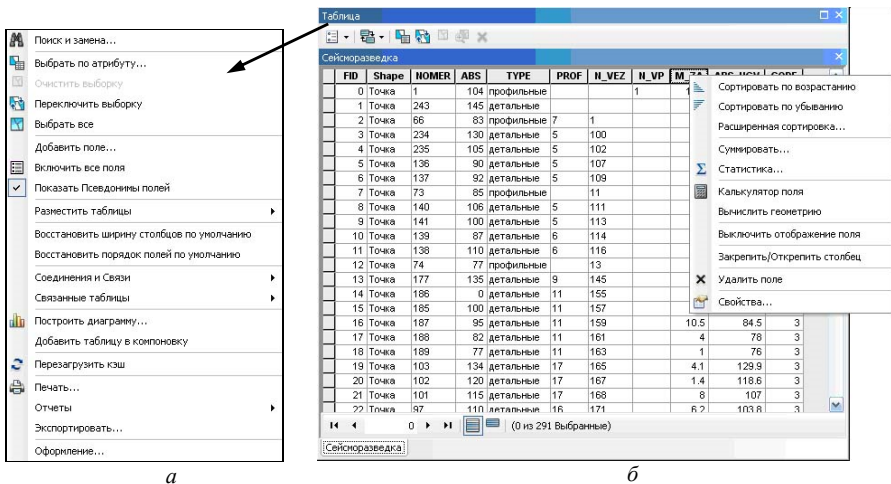 Поиск и замена...
Выбрать по атрибуту...
Очистить выборку
Переключить выборку
Выбрать все
Добавить поле...
Включить все поля
Показать Псевдонимы полей
Разместить таблицы
Восстановить ширину столбцов по умолчанию
Восстановить порядок полей по умолчанию
Соединения и Связи
Связанные таблицы
Построить диаграмму...
Добавить таблицу в компоновку
Перезагрузить кэш
Печать...
Отчеты
Экспортировать...
Оформление...
а
Таблица
Сейсморазведка
FID Shape NOMER ABS TYPE PROF N_VEZ N_VP
0 Точка 1 104 профильные 1
1 Точка 243 145 детальные
2 Точка 66 83 профильные 7 1
3 Точка 234 130 детальные 5 100
4 Точка 235 105 детальные 5 102
5 Точка 136 90 детальные 5 107
6 Точка 137 92 детальные 5 109
7 Точка 73 85 профильные 11
8 Точка 140 106 детальные 5 111
9 Точка 141 100 детальные 5 113
10 Точка 139 87 детальные 6 114
11 Точка 138 110 детальные 6 116
12 Точка 74 77 профильные 13
13 Точка 177 135 детальные 9 145
14 Точка 186 0 детальные 11 155
15 Точка 185 100 детальные 11 157
16 Точка 187 95 детальные 11 159 10.5 84.5 3
17 Точка 188 82 детальные 11 161 4 78 3
18 Точка 189 77 детальные 11 163 1 76 3
19 Точка 103 134 детальные 17 165 4.1 129.9 3
20 Точка 102 120 детальные 17 167 1.4 118.6 3
21 Точка 101 115 детальные 17 168 8 107 3
22 Точка 97 110 детальные 16 171 6.2 103.8 3
Сортировать по возрастанию
Сортировать по убыванию
Расширенная сортировка...
Суммировать...
Статистика...
Калькулятор поля
Вычислить геометрию
Выключить отображение поля
Закрепить/Открепить столбец
Удалить поле
Свойства...
0 (0 из 291 Выбранные)
Сейсморазведка
б